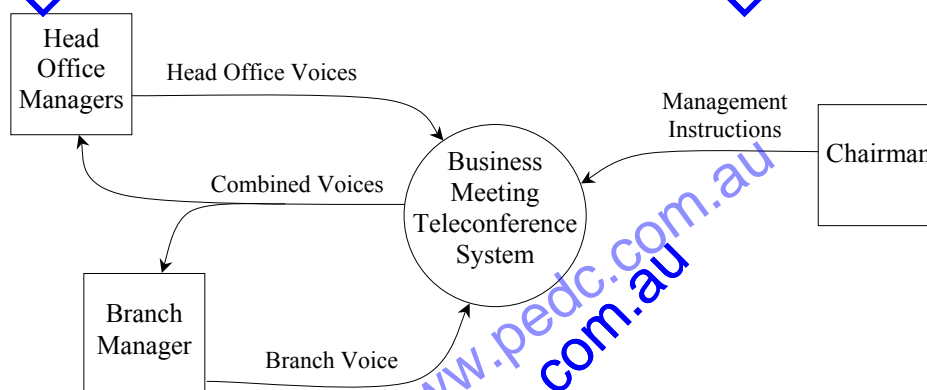 Head
Office
Managers
Head Office Voices
Management
Instructions
Chairman
Business
Meeting
Teleconference
System
Combined Voices
Branch
Manager
Branch Voice
www.pedc.com.au
com.au